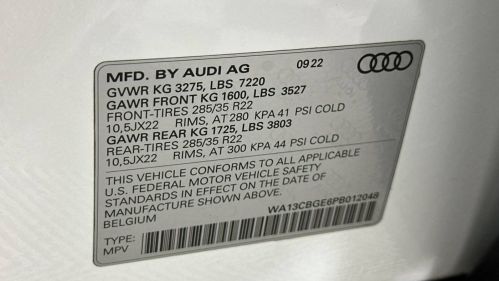 MFD. BY AUDI AG 09 22
GVWR KG 3275, LBS 7220
GAWR FRONT KG 1600, LBS 3527
FRONT-TIRES 285/35 R22
10,5JX22 RIMS, AT 280 KPA 41 PSI COLD
GAWR REAR KG 1725, LBS 3803
REAR-TIRES 285/35 R22
10,5JX22 RIMS, AT 300 KPA 44 PSI COLD
THIS VEHICLE CONFORMS TO ALL APPLICABLE
U.S. FEDERAL MOTOR VEHICLE SAFETY
STANDARDS IN EFFECT ON THE DATE OF
MANUFACTURE SHOWN ABOVE.
BELGIUM
WA13CBGE6PB012048
TYPE:
MPV